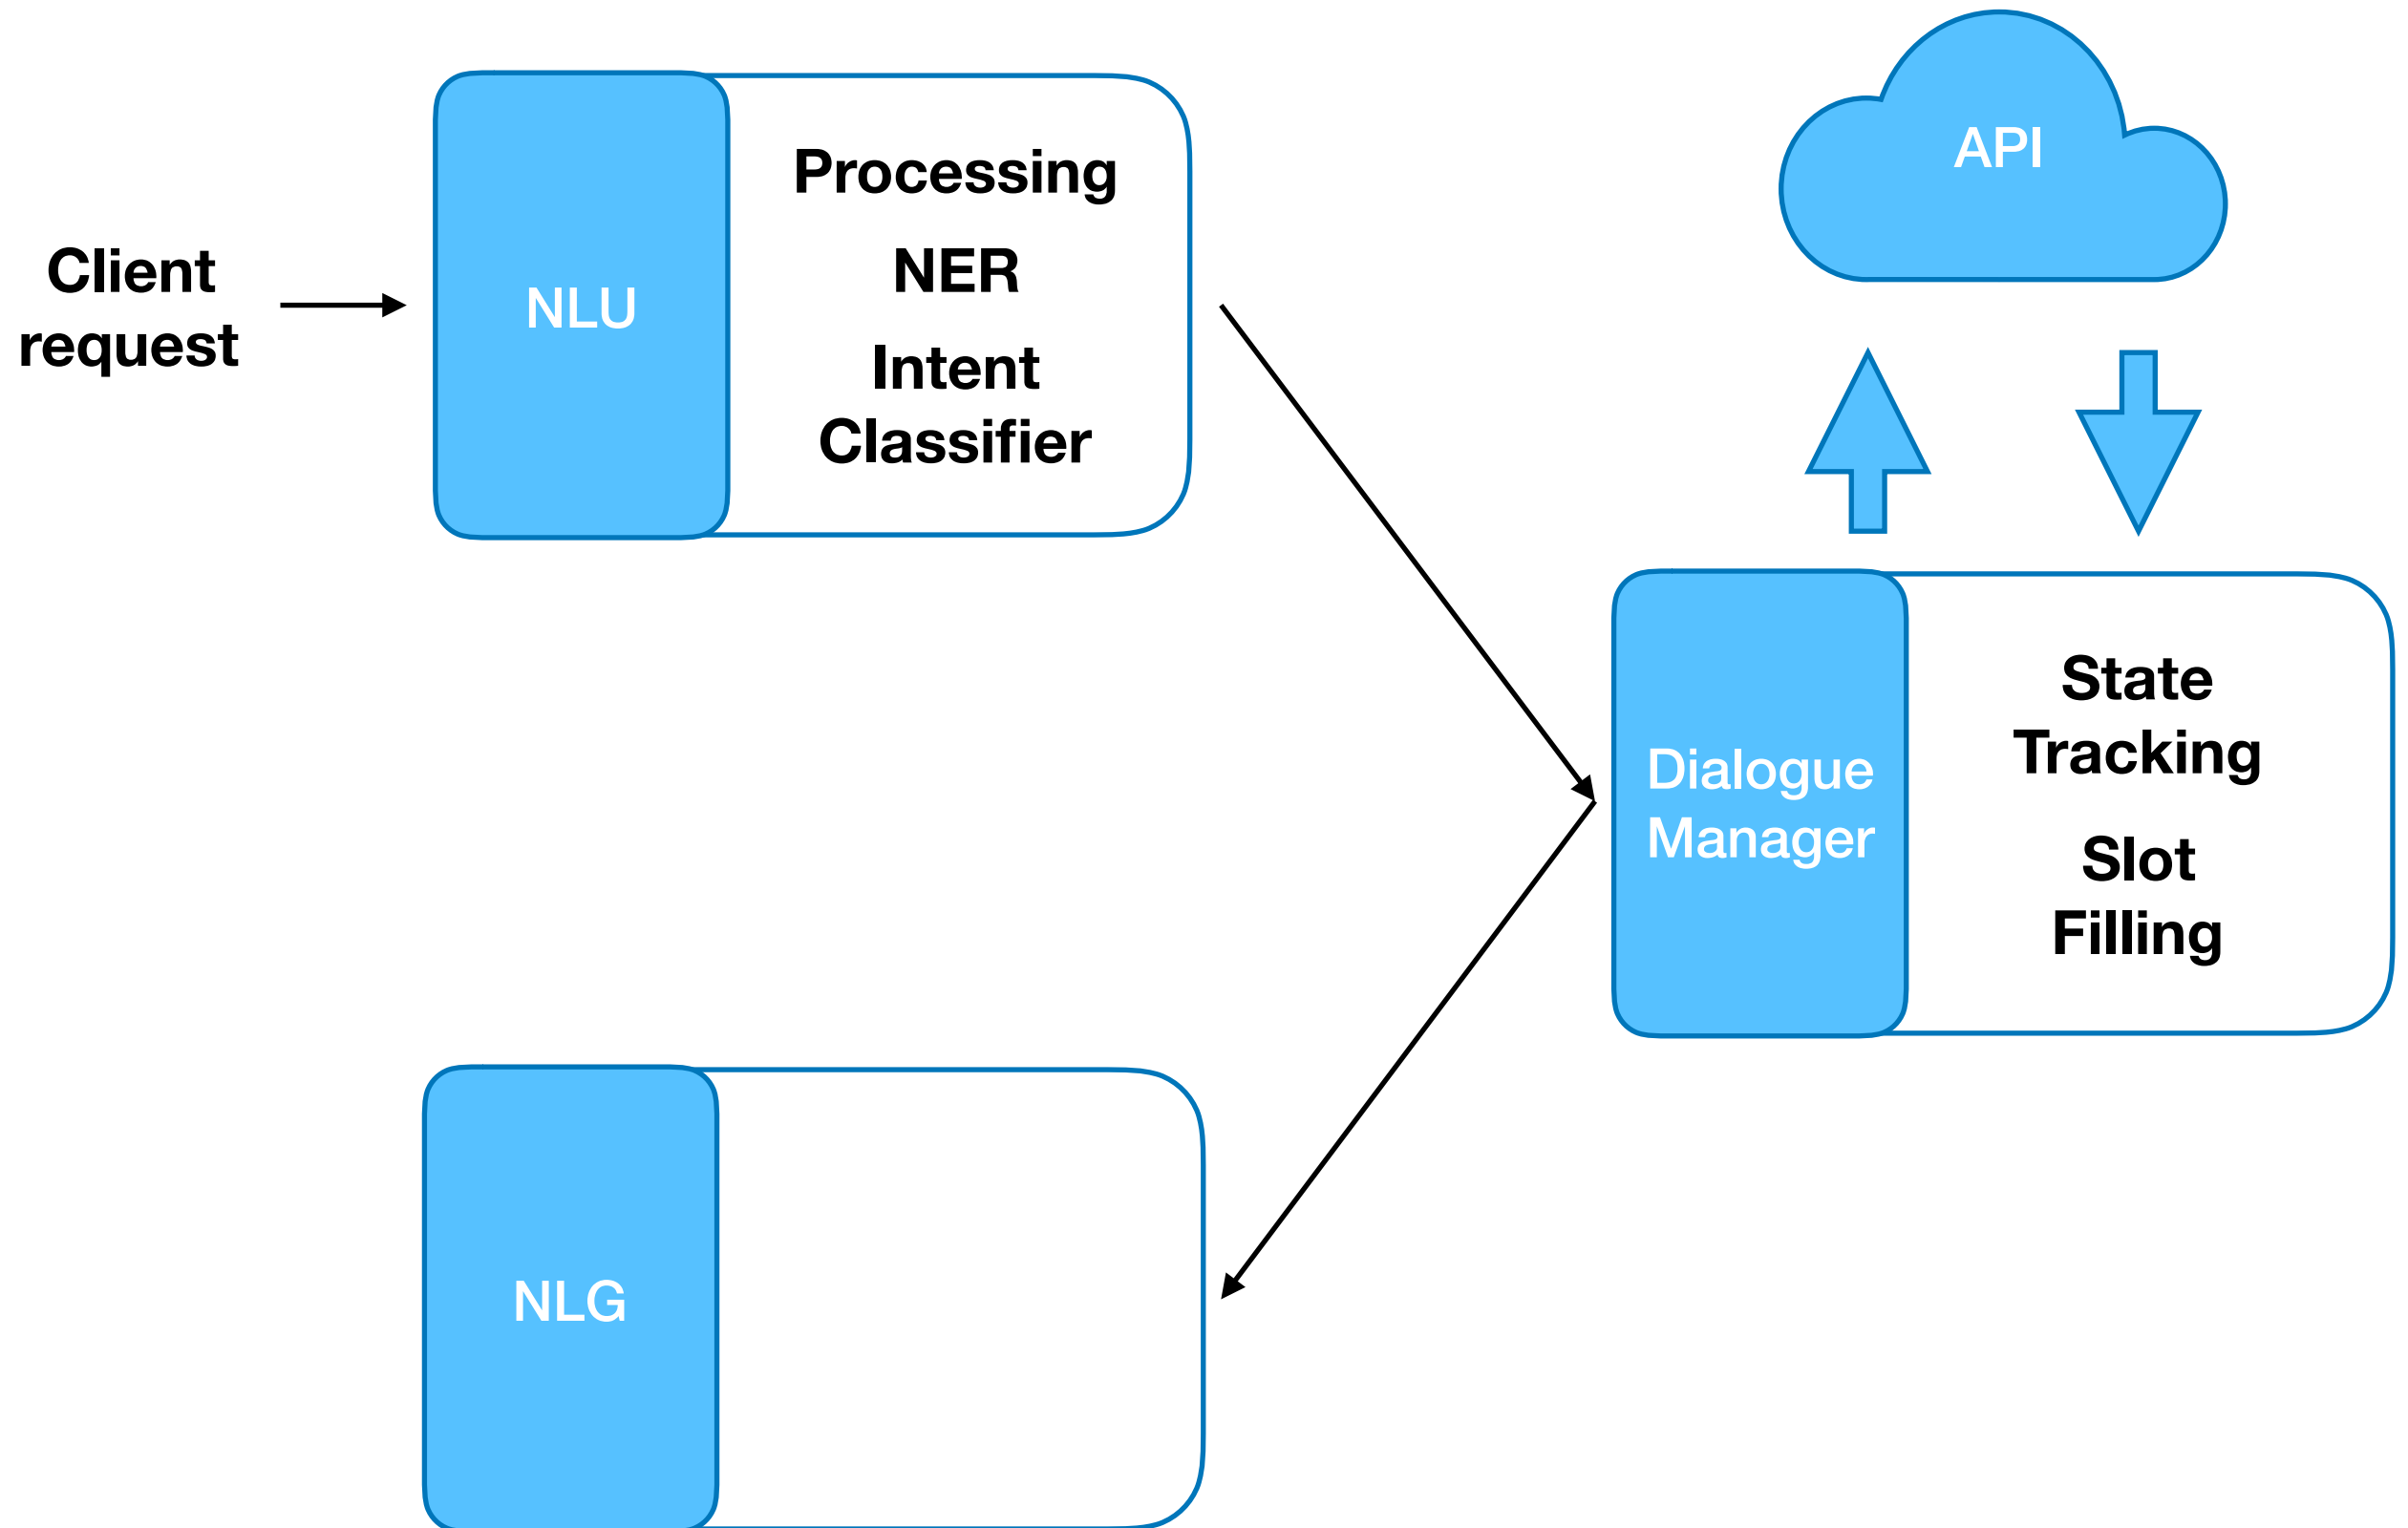 Client
request
NLU
Processing
NER
Intent
Classifier
API
Dialogue
Manager
State
Tracking
Slot
Filling
NLG